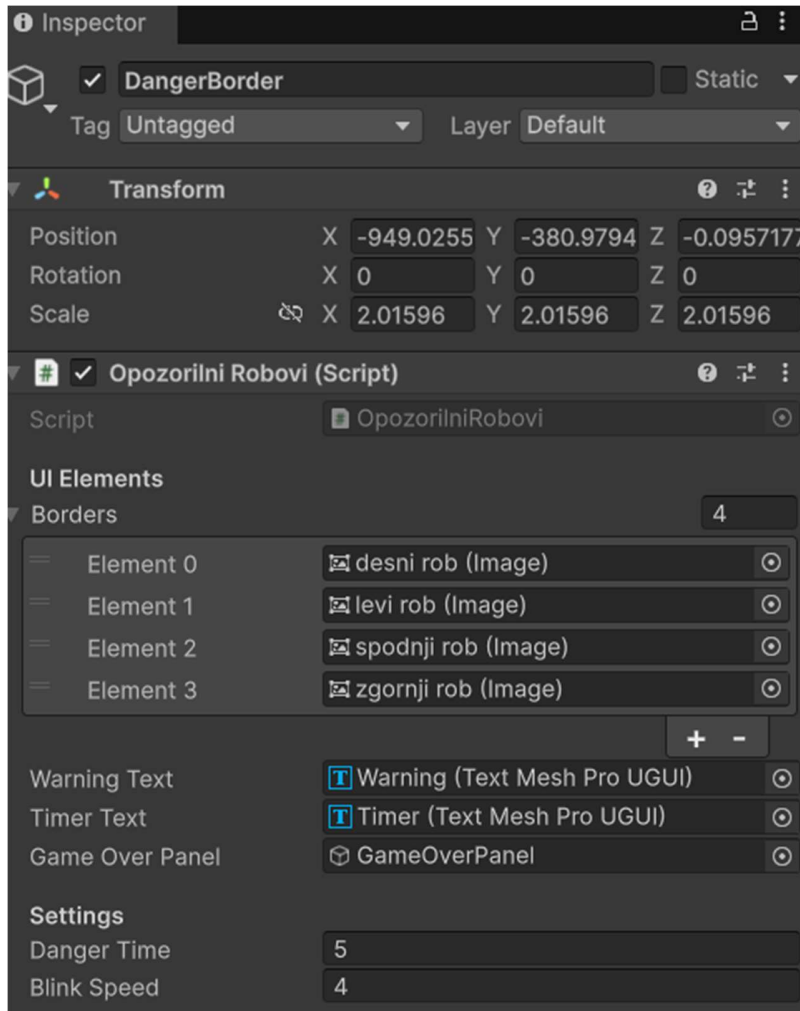 Inspector
DangerBorder Static
Tag Untagged Layer Default
Transform
Position X -949.0255 Y -380.9794 Z -0.0957177
Rotation X 0 Y 0 Z 0
Scale X 2.01596 Y 2.01596 Z 2.01596
# Opozorilni Robovi (Script)
Script # OpozorilniRobovi
UI Elements
Borders 4
Element 0 desni rob (Image)
Element 1 levi rob (Image)
Element 2 spodnji rob (Image)
Element 3 zgornji rob (Image)
+ -
Warning Text T Warning (Text Mesh Pro UGUI)
Timer Text T Timer (Text Mesh Pro UGUI)
Game Over Panel GameOverPanel
Settings
Danger Time 5
Blink Speed 4